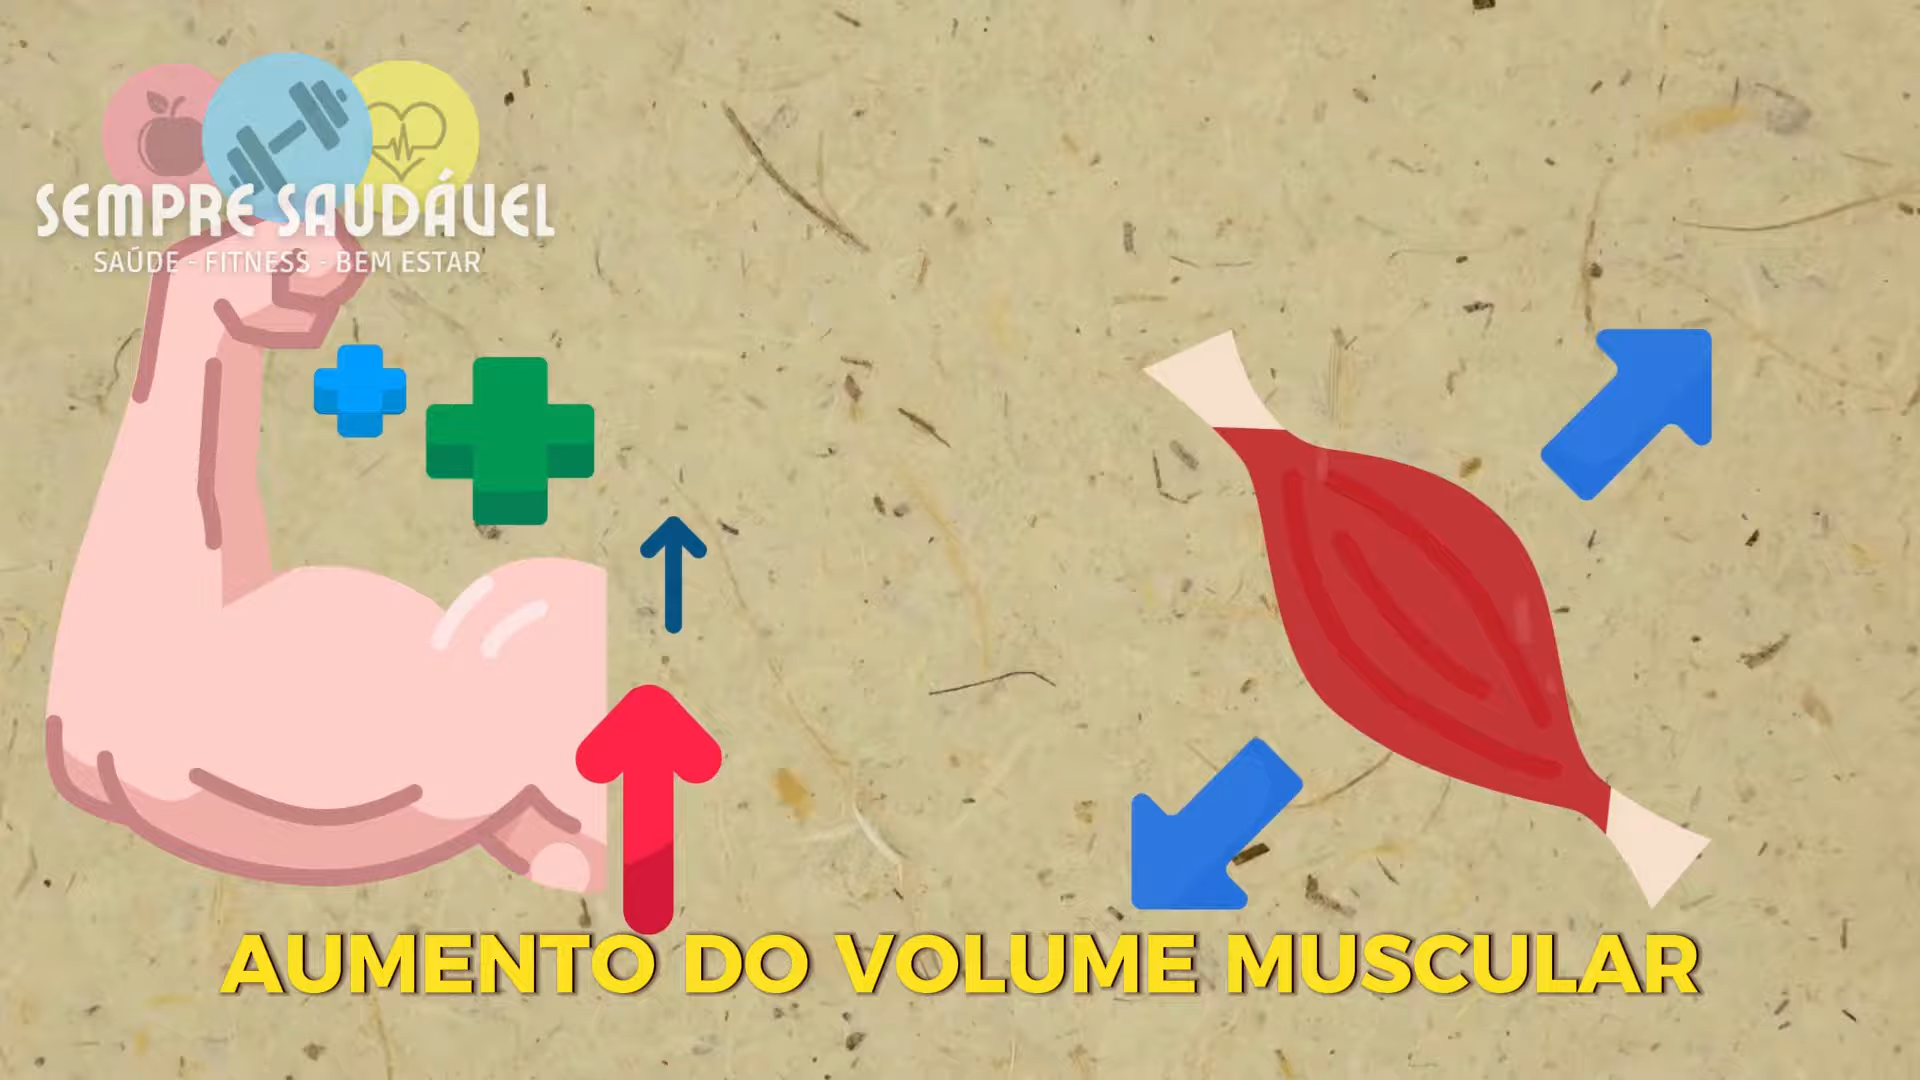 SEMPRE SAUDÁVEL
SAÚDE - FITNESS - BEM ESTAR
AUMENTO DO VOLUME MUSCULAR